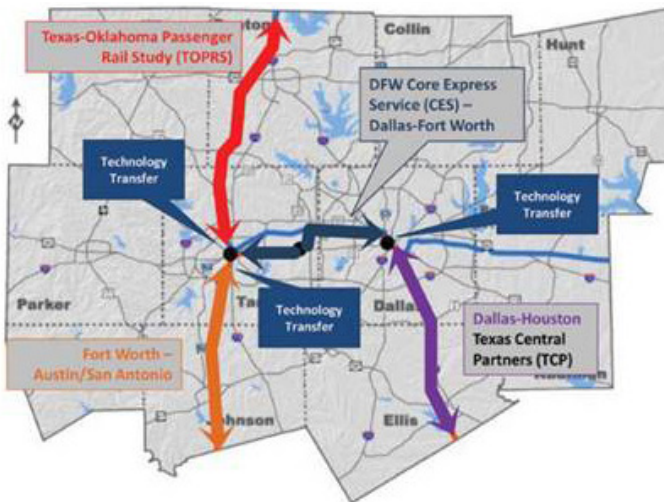 Texas-Oklahoma Passenger
Rail Study (TOPRS)
Collin
Hunt
DFW Core Express
Service (CES) –
Dallas-Fort Worth
Technology
Transfer
Technology
Transfer
Parker
Dallas
Technology
Transfer
Dallas-Houston
Texas Central
Partners (TCP)
Fort Worth –
Austin/San Antonio
Johnson
Ellis